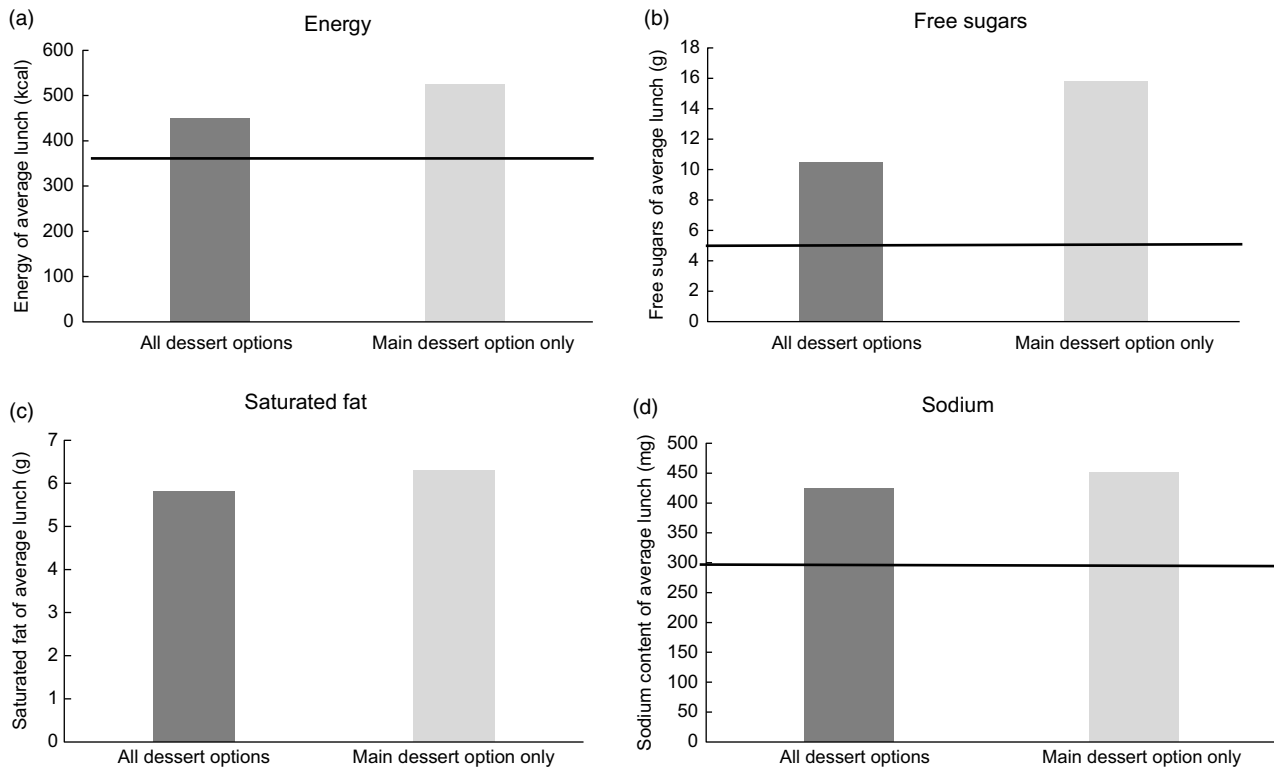 (a)
Energy
Energy of average lunch (kcal)
600
500
400
300
200
100
0
All dessert options
Main dessert option only
(b)
Free sugars
Free sugars of average lunch (g)
18
16
14
12
10
8
6
4
2
0
All dessert options
Main dessert option only
(c)
Saturated fat
Saturated fat of average lunch (g)
7
6
5
4
3
2
1
0
All dessert options
Main dessert option only
(d)
Sodium
Sodium content of average lunch (mg)
500
450
400
350
300
250
200
150
100
50
0
All dessert options
Main dessert option only